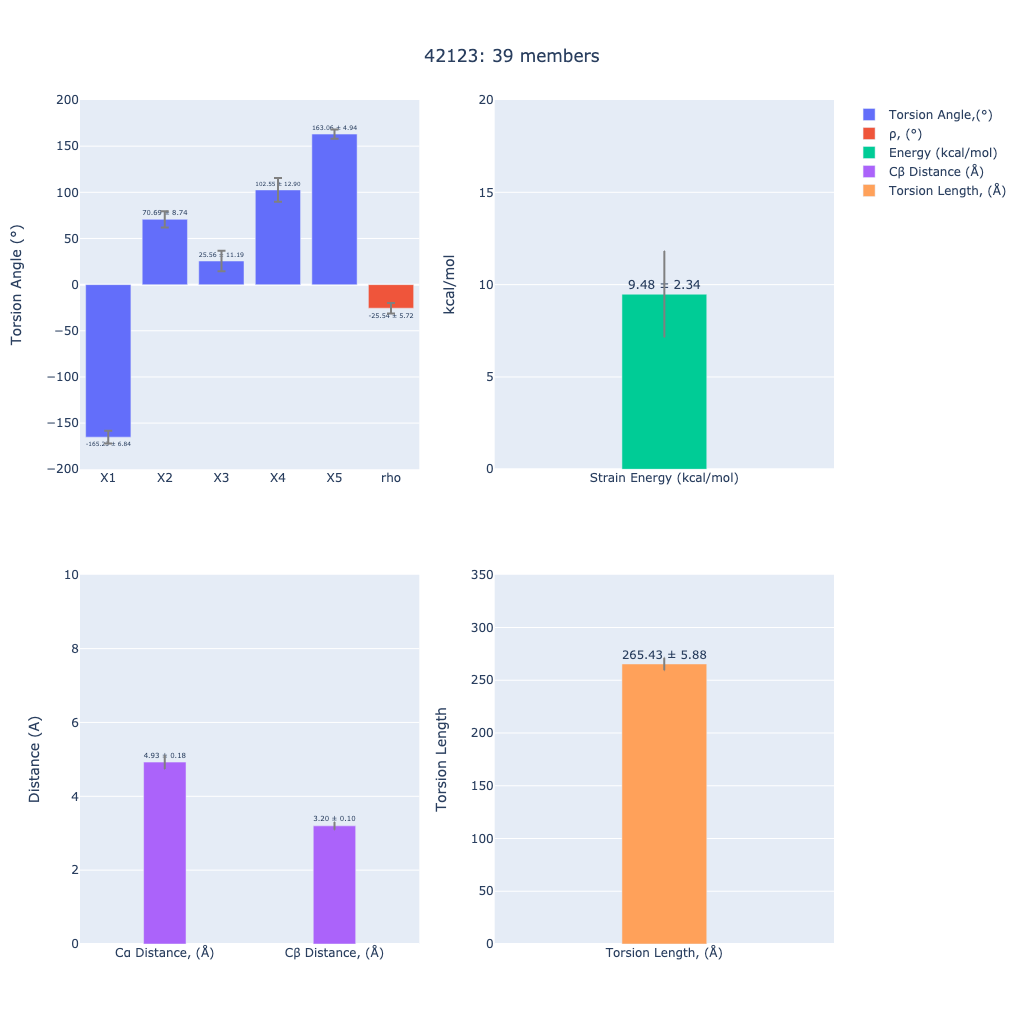 42123: 39 members
Torsion Angle (°)
200
150
100
50
0
−50
−100
−150
−200
70.69 ± 8.74
25.56 ± 11.19
102.55 ± 12.90
163.06 ± 4.94
-25.54 ± 5.72
X1
X2
X3
X4
X5
rho
kcal/mol
20
15
10
5
0
9.48 ± 2.34
Strain Energy (kcal/mol)
Torsion Angle,(°)
ρ, (°)
Energy (kcal/mol)
Cβ Distance (Å)
Torsion Length, (Å)
Distance (A)
10
8
6
4
2
0
4.93 ± 0.18
3.20 ± 0.10
Cα Distance, (Å)
Cβ Distance, (Å)
Torsion Length
350
300
250
200
150
100
50
0
265.43 ± 5.88
Torsion Length, (Å)